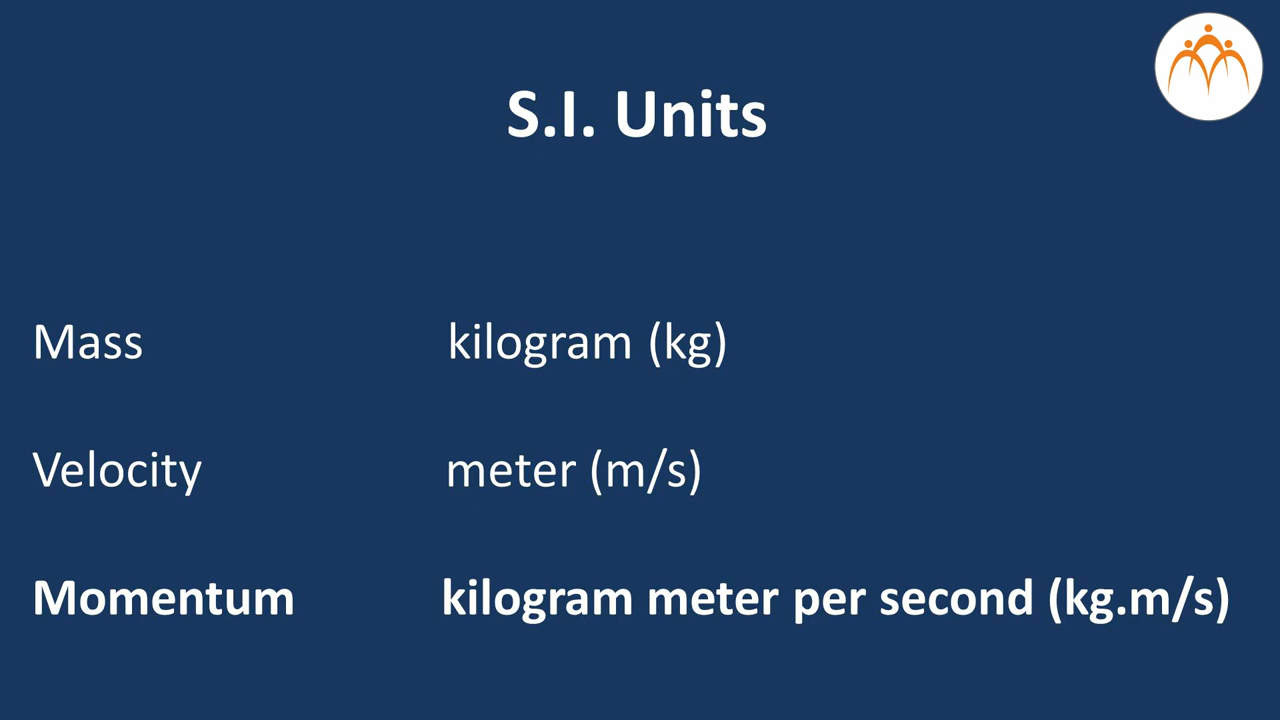 S.I. Units
Mass kilogram (kg)
Velocity meter (m/s)
Momentum kilogram meter per second (kg.m/s)